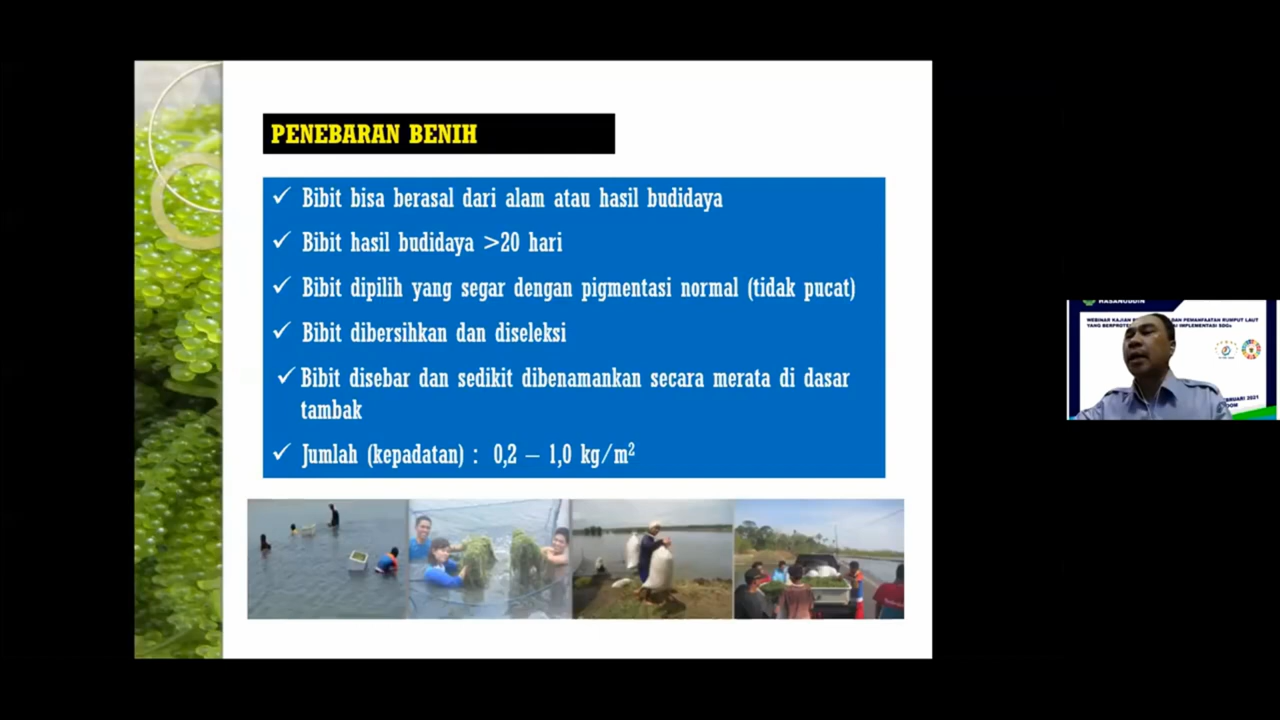 PENEBARAN BENIH
✓ Bibit bisa berasal dari alam atau hasil budidaya
✓ Bibit hasil budidaya >20 hari
✓ Bibit dipilih yang segar dengan pigmentasi normal (tidak pucat)
✓ Bibit dibersihkan dan diseleksi
✓ Bibit disebar dan sedikit dibenamankan secara merata di dasar
tambak
✓ Jumlah (kepadatan) : 0,2 – 1,0 kg/m²
HASANUDDIN
WEBINAR KAJIAN DAN PEMANFAATAN RUMPUT LAUT
YANG IMPLEMENTASI SDGs
2021